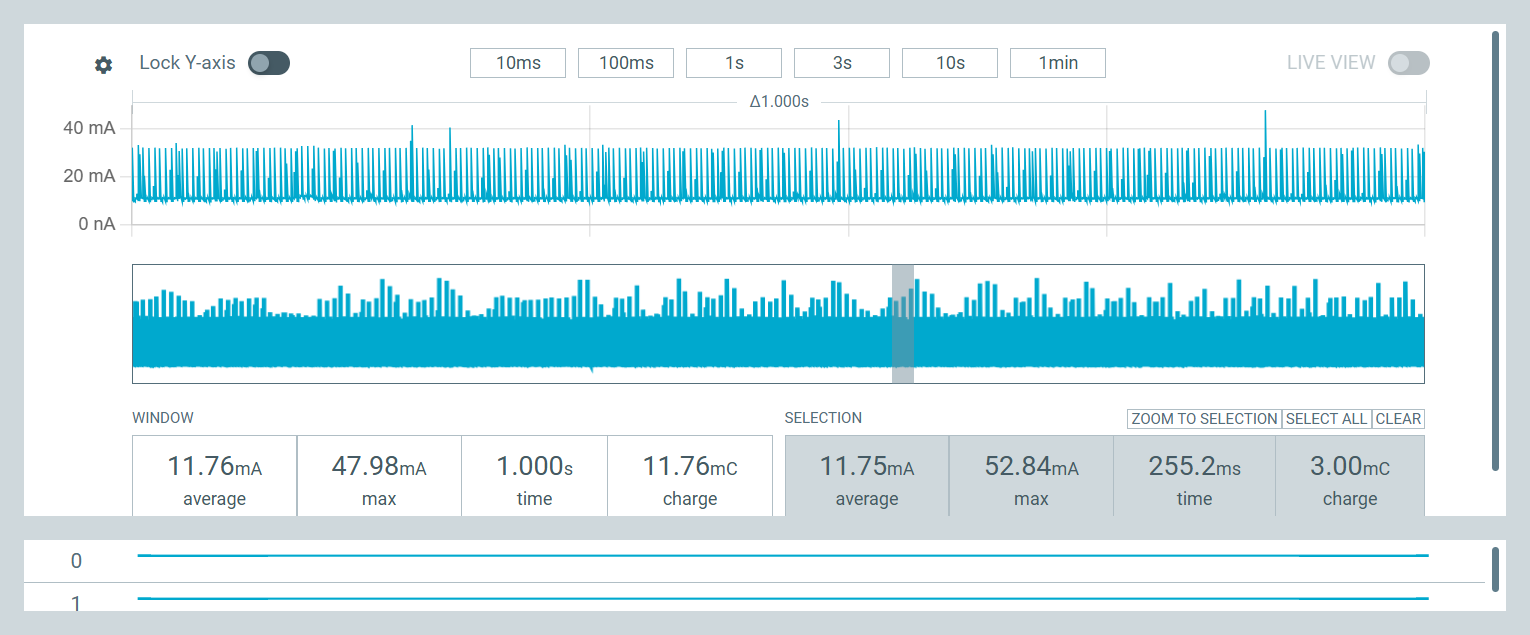 Lock Y-axis 10ms 100ms 1s 3s 10s 1min LIVE VIEW
Δ1.000s
40 mA
20 mA
0 nA
WINDOW SELECTION ZOOM TO SELECTION SELECT ALL CLEAR
11.76mA 47.98mA 1.000s 11.76mC 11.75mA 52.84mA 255.2ms 3.00mC
average max time charge average max time charge
0
1